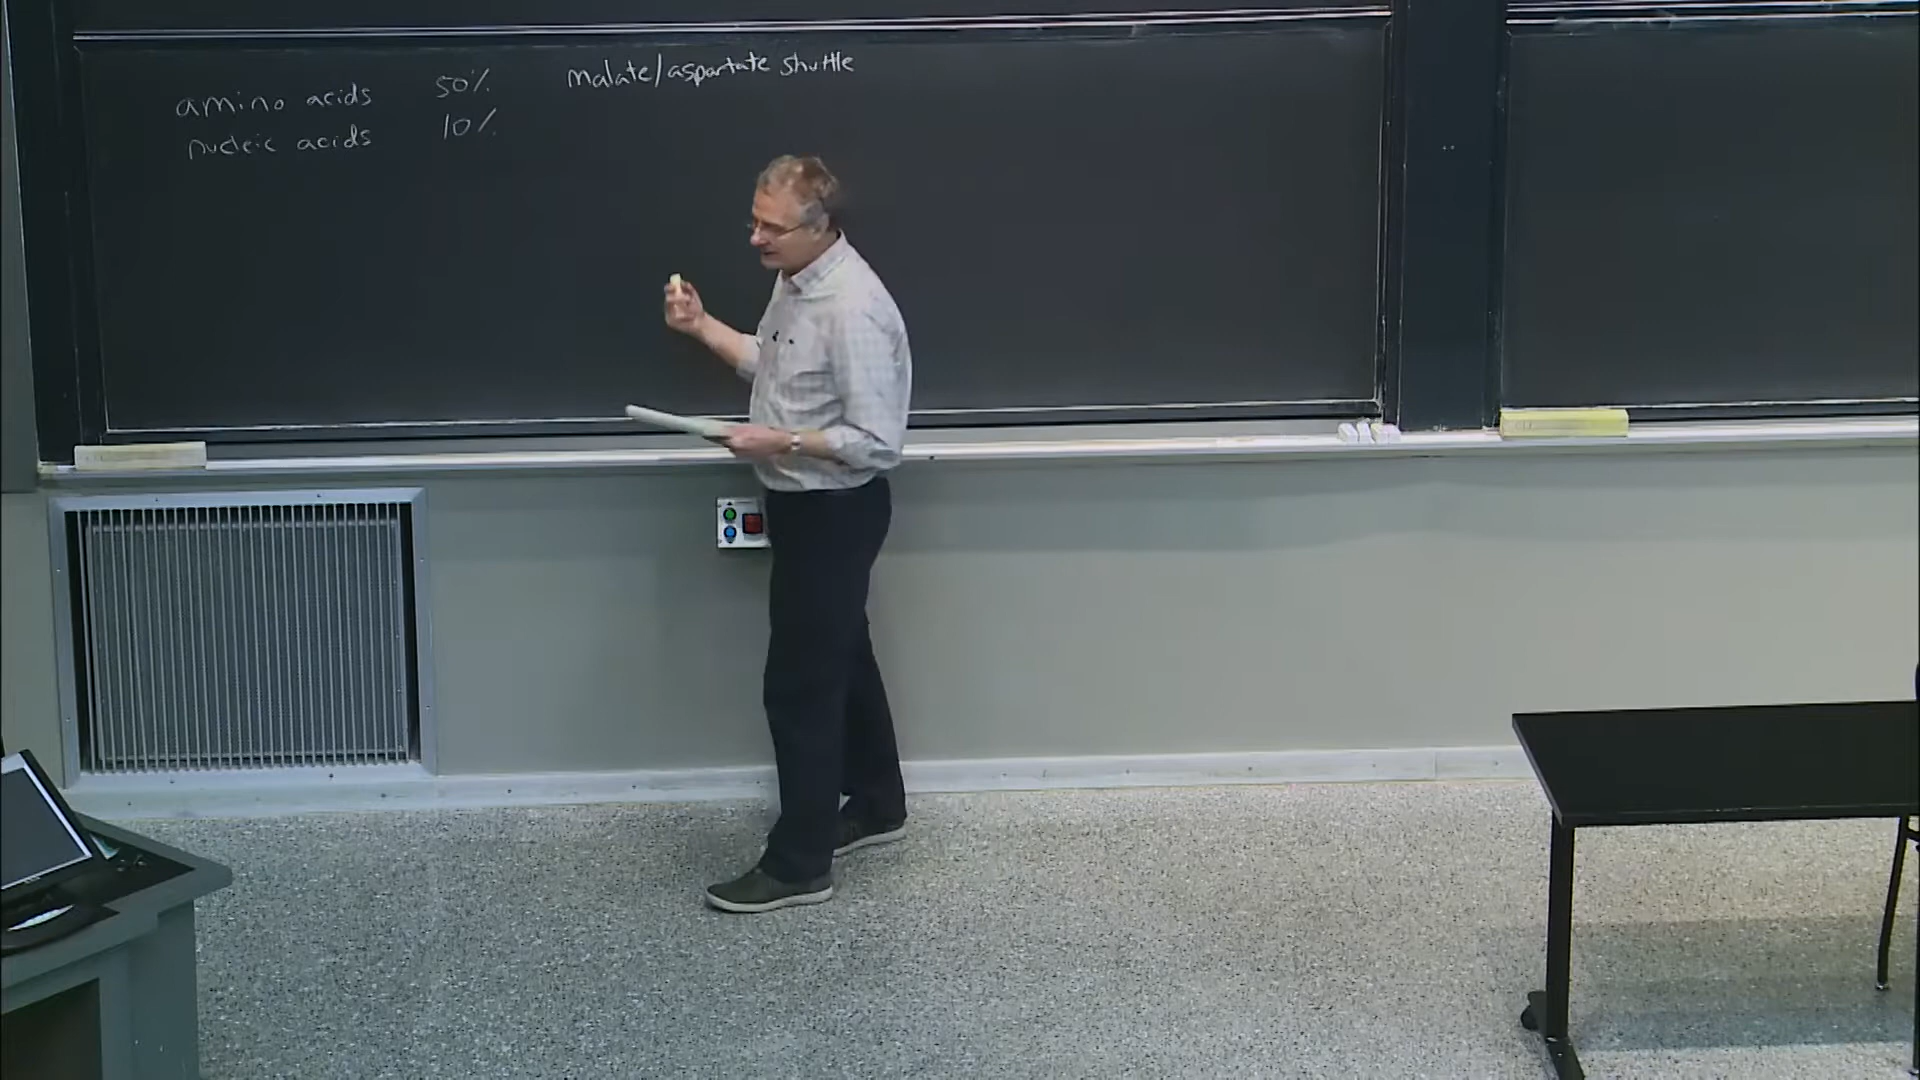 amino acids 50% malate/aspartate shuttle
nucleic acids 10%